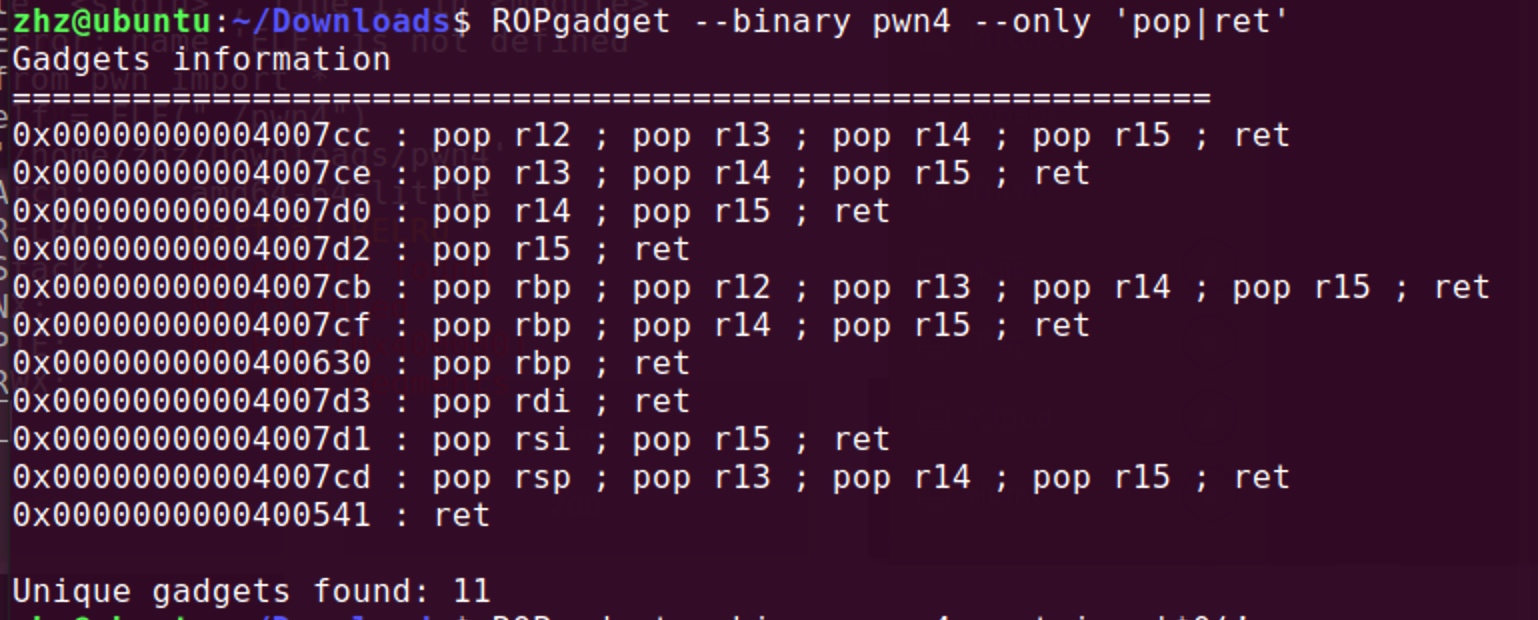 zhz@ubuntu:~/Downloads$ ROPgadget --binary pwn4 --only 'pop|ret'
Gadgets information
============================================================
0x00000000004007cc : pop r12 ; pop r13 ; pop r14 ; pop r15 ; ret
0x00000000004007ce : pop r13 ; pop r14 ; pop r15 ; ret
0x00000000004007d0 : pop r14 ; pop r15 ; ret
0x00000000004007d2 : pop r15 ; ret
0x00000000004007cb : pop rbp ; pop r12 ; pop r13 ; pop r14 ; pop r15 ; ret
0x00000000004007cf : pop rbp ; pop r14 ; pop r15 ; ret
0x0000000000400630 : pop rbp ; ret
0x00000000004007d3 : pop rdi ; ret
0x00000000004007d1 : pop rsi ; pop r15 ; ret
0x00000000004007cd : pop rsp ; pop r13 ; pop r14 ; pop r15 ; ret
0x0000000000400541 : ret
Unique gadgets found: 11